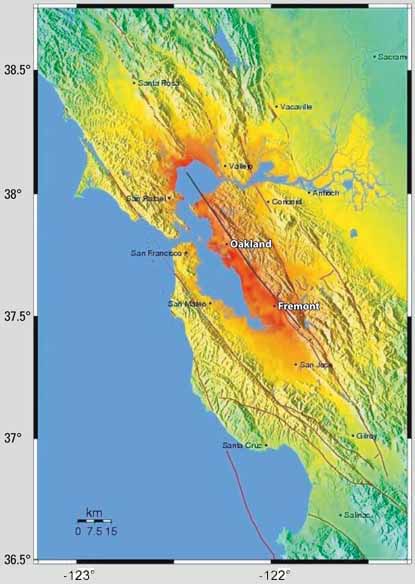 38.5°
Sacram
Santa Rosa
Vacaville
Vallejo
38°
Antioch
San Rafael
Concord
Oakland
San Francisco
San Mateo
Fremont
37.5°
San Jose
37°
Gilroy
Santa Cruz
km
0 7.5 15
Salinas
36.5°
-123°
-122°